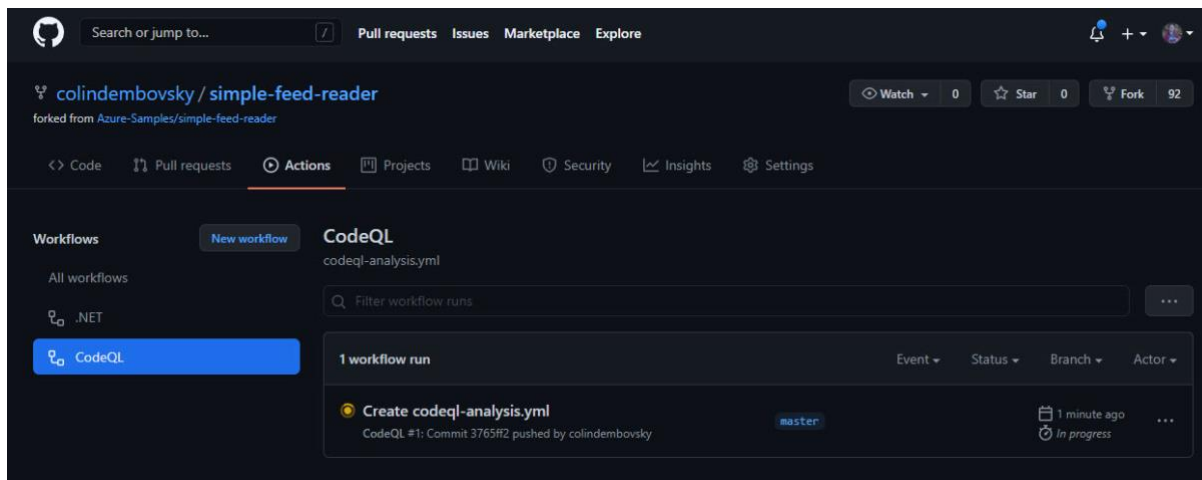 Search or jump to... / Pull requests Issues Marketplace Explore
colindembovsky / simple-feed-reader Watch 0 Star 0 Fork 92
forked from Azure-Samples/simple-feed-reader
Code Pull requests Actions Projects Wiki Security Insights Settings
Workflows New workflow
All workflows
.NET
CodeQL
CodeQL
codeql-analysis.yml
Filter workflow runs
1 workflow run Event Status Branch Actor
Create codeql-analysis.yml master 1 minute ago
CodeQL #1: Commit 3765ff2 pushed by colindembovsky In progress